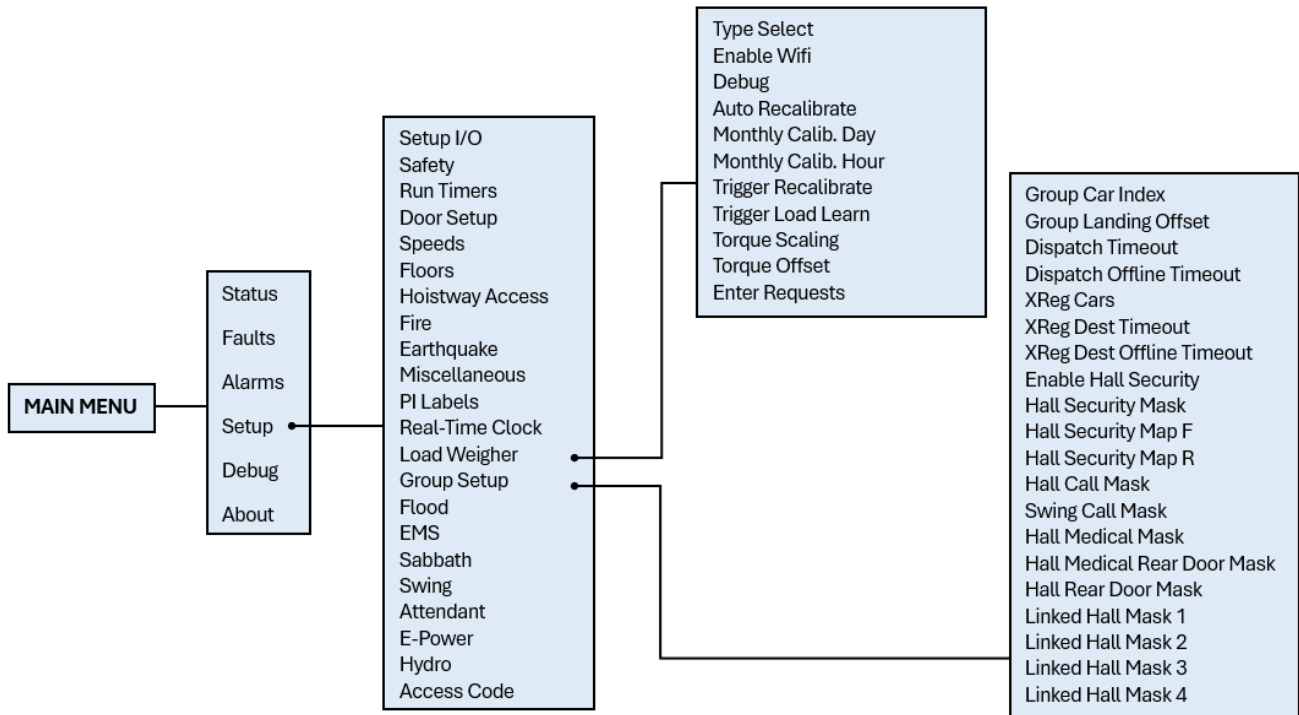 MAIN MENU
Status
Faults
Alarms
Setup
Debug
About
Setup I/O
Safety
Run Timers
Door Setup
Speeds
Floors
Hoistway Access
Fire
Earthquake
Miscellaneous
PI Labels
Real-Time Clock
Load Weigher
Group Setup
Flood
EMS
Sabbath
Swing
Attendant
E-Power
Hydro
Access Code
Type Select
Enable Wifi
Debug
Auto Recalibrate
Monthly Calib. Day
Monthly Calib. Hour
Trigger Recalibrate
Trigger Load Learn
Torque Scaling
Torque Offset
Enter Requests
Group Car Index
Group Landing Offset
Dispatch Timeout
Dispatch Offline Timeout
XReg Cars
XReg Dest Timeout
XReg Dest Offline Timeout
Enable Hall Security
Hall Security Mask
Hall Security Map F
Hall Security Map R
Hall Call Mask
Swing Call Mask
Hall Medical Mask
Hall Medical Rear Door Mask
Hall Rear Door Mask
Linked Hall Mask 1
Linked Hall Mask 2
Linked Hall Mask 3
Linked Hall Mask 4